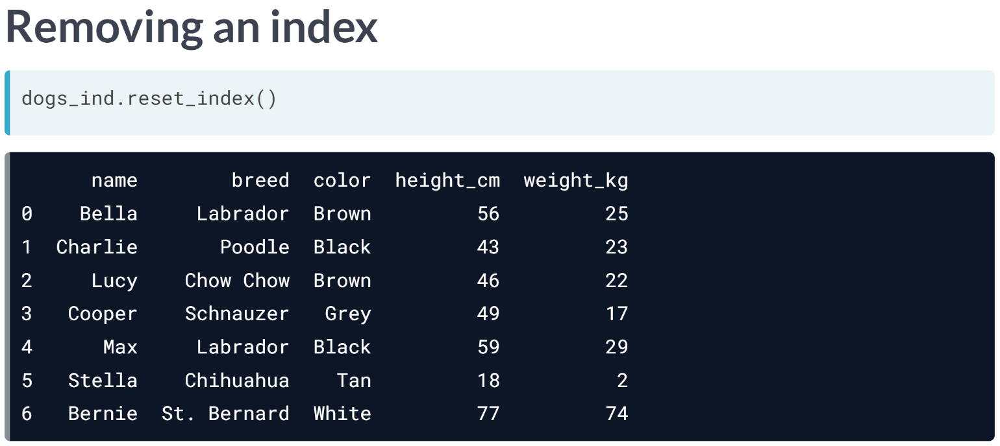 Removing an index
dogs_ind.reset_index()
name breed color height_cm weight_kg
0 Bella Labrador Brown 56 25
1 Charlie Poodle Black 43 23
2 Lucy Chow Chow Brown 46 22
3 Cooper Schnauzer Grey 49 17
4 Max Labrador Black 59 29
5 Stella Chihuahua Tan 18 2
6 Bernie St. Bernard White 77 74